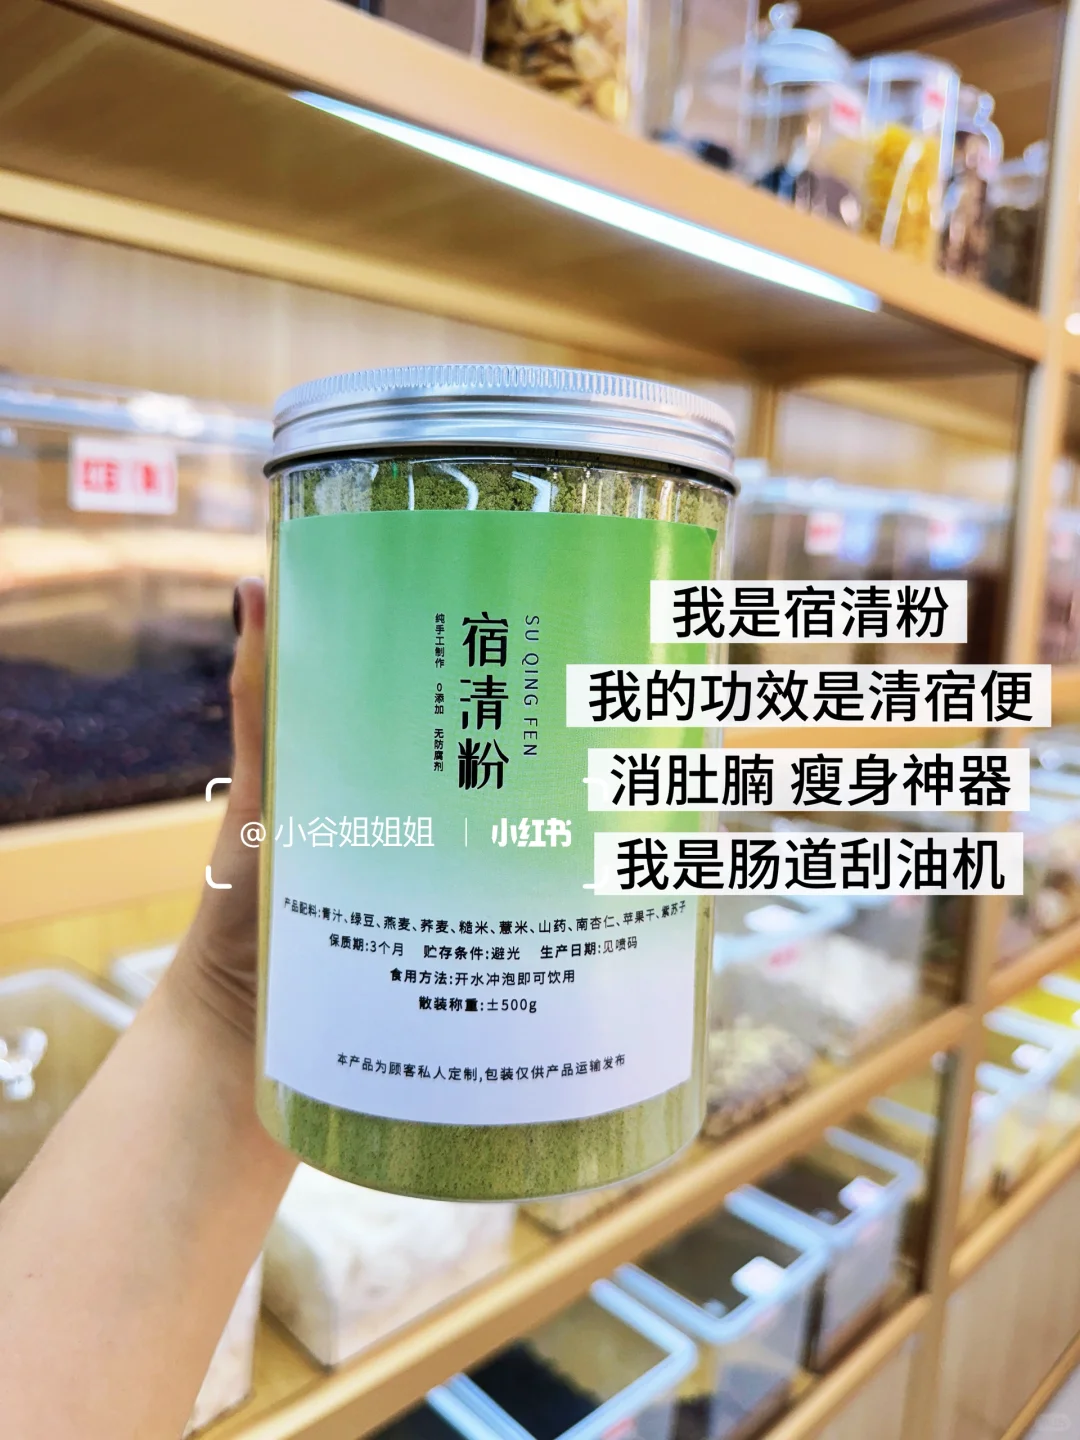 我是宿清粉
我的功效是清宿便
消肚腩 瘦身神器
我是肠道刮油机
SU QING FEN
宿清粉
纯手工制作 0添加 无防腐剂
@小谷姐姐姐 | 小红书
产品配料:青汁、绿豆、燕麦、荞麦、糙米、薏米、山药、南杏仁、苹果干、紫苏子
保质期:3个月 贮存条件:避光 生产日期:见喷码
食用方法:开水冲泡即可饮用
散装称重:±500g
本产品为顾客私人定制,包装仅供产品运输发布